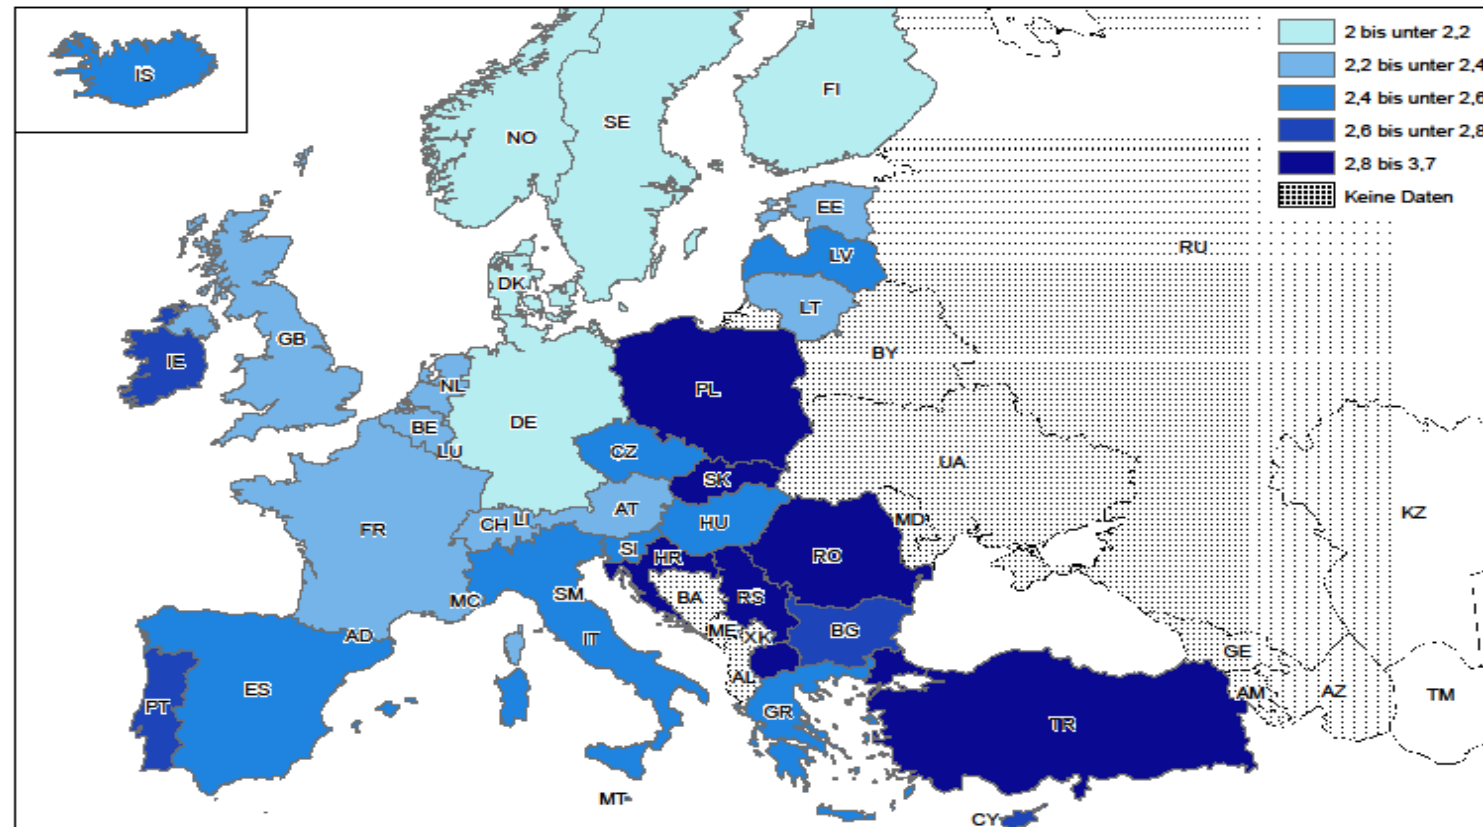 IS
2 bis unter 2,2
2,2 bis unter 2,4
2,4 bis unter 2,6
2,6 bis unter 2,8
2,8 bis 3,7
Keine Daten
FI
SE
NO
EE
RU
LV
DK
LT
GB
BY
IE
NL
PL
DE
BE
LU
CZ
UA
SK
AT
KZ
CH
LI
HU
MD
FR
SI
HR
RO
MC
SM
BA
RS
ME
XK
BG
AD
IT
GE
ES
AL
AM
AZ
TM
PT
GR
TR
MT
CY